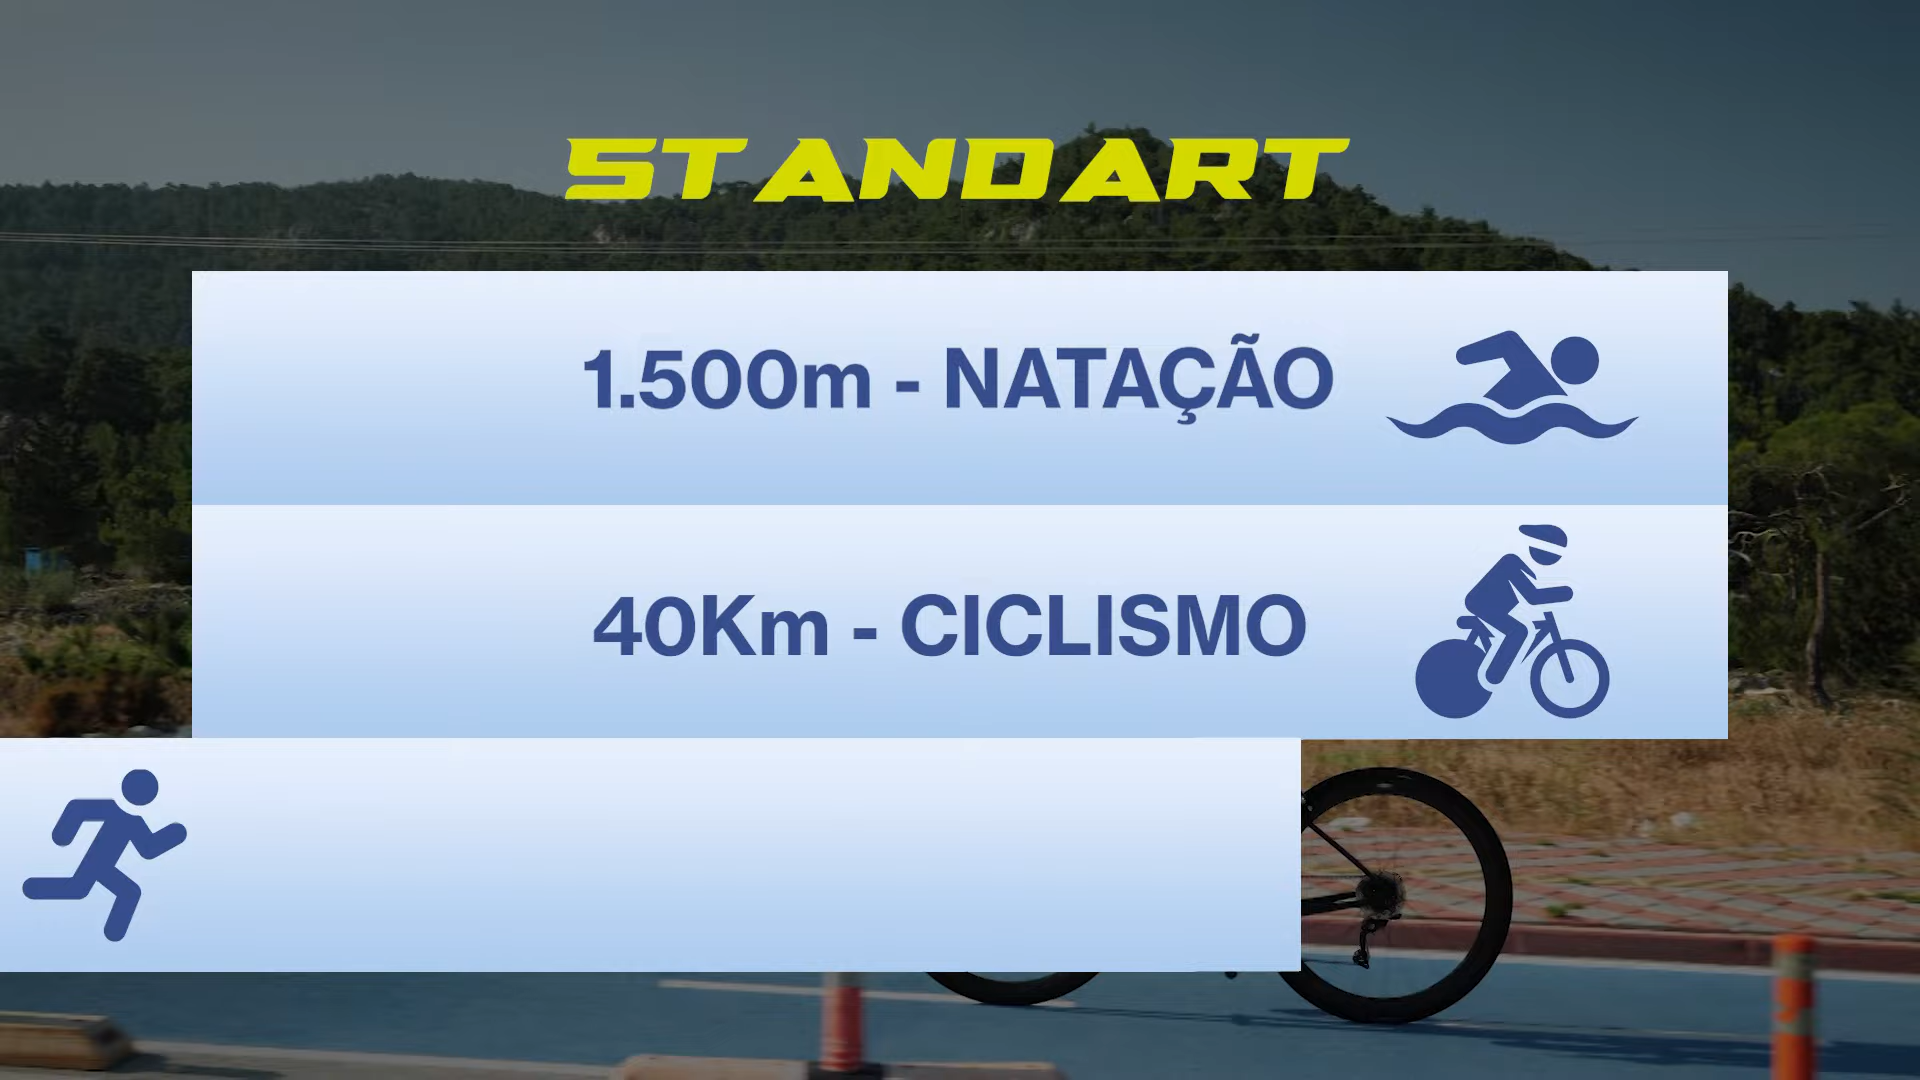 STANDART
1.500m - NATAÇÃO
40Km - CICLISMO